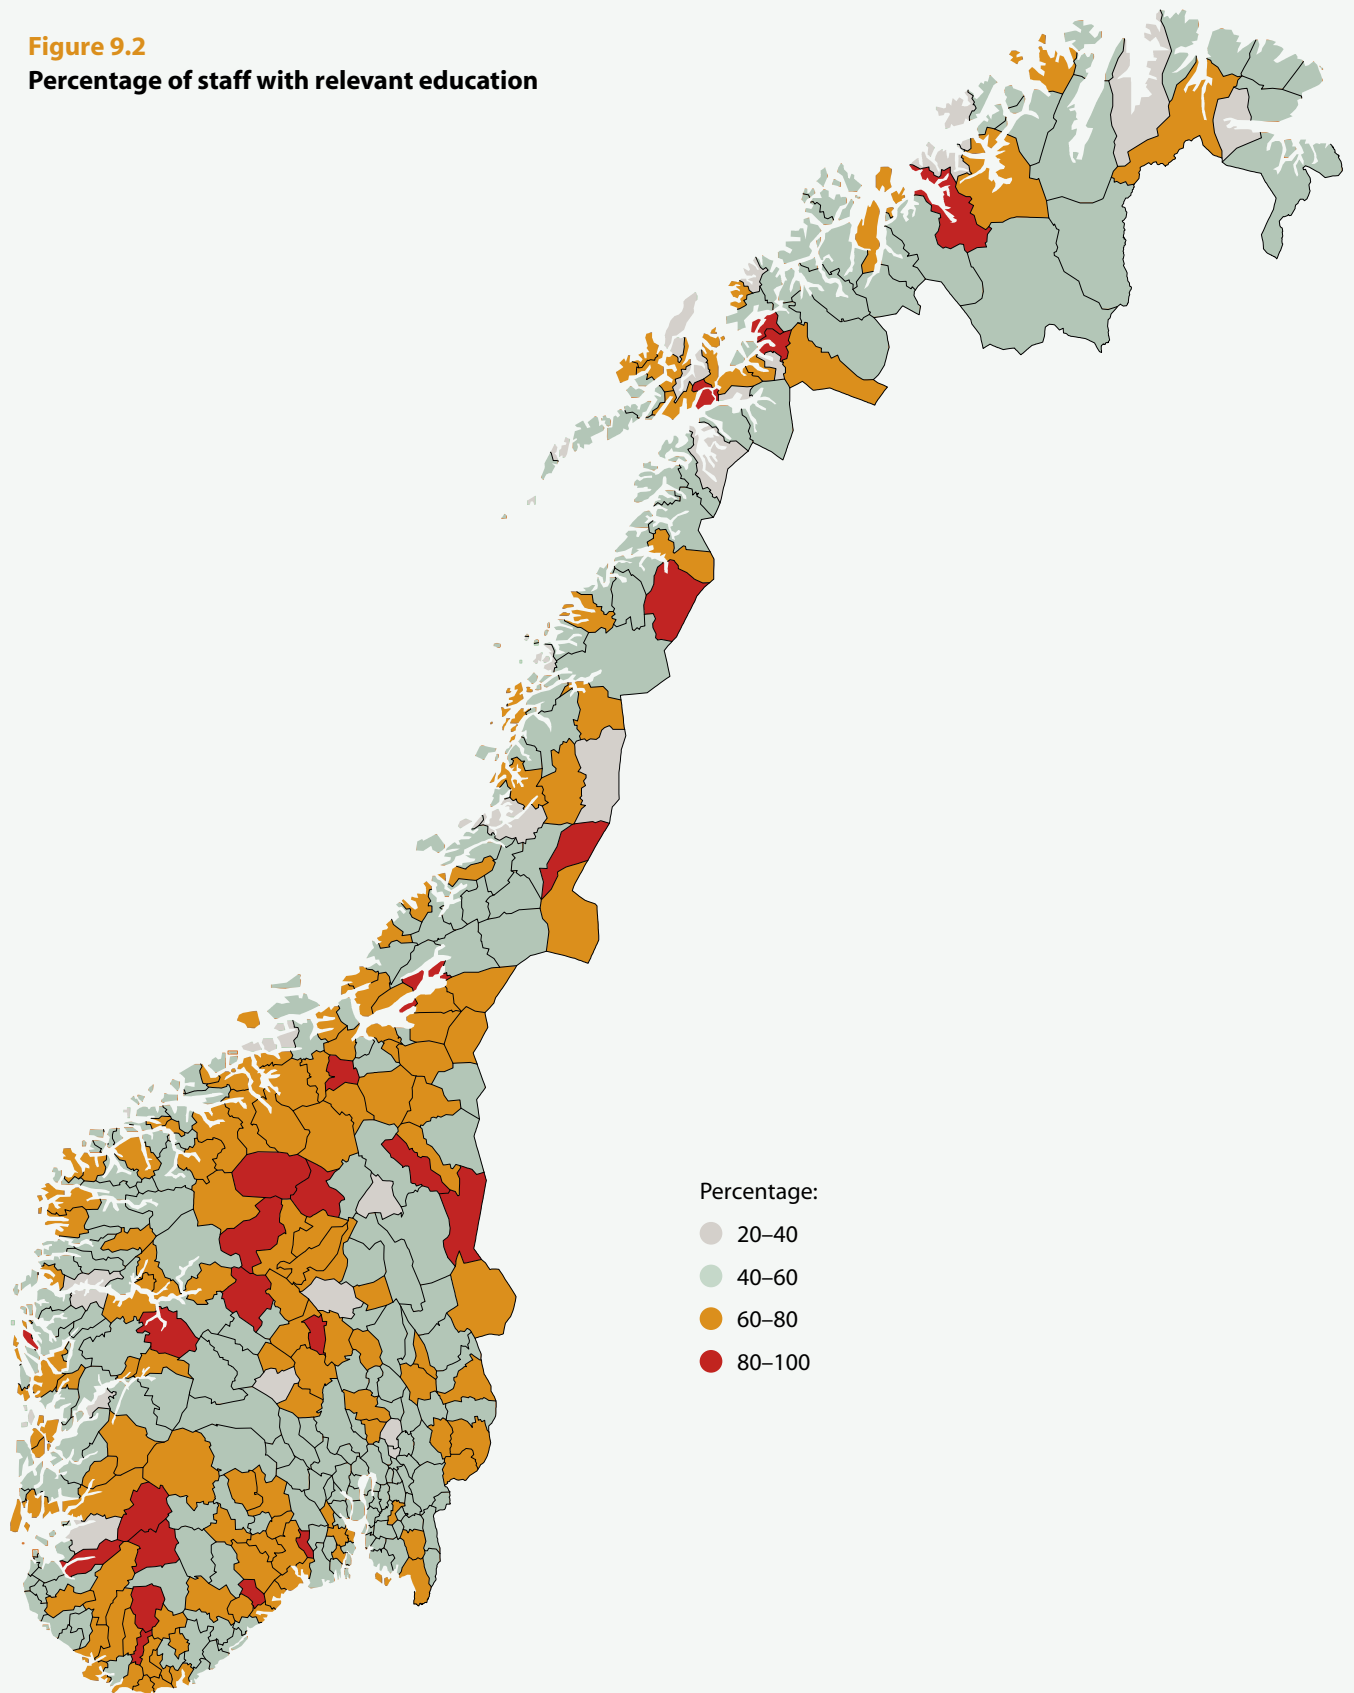 Figure 9.2
Percentage of staff with relevant education
Percentage:
20–40
40–60
60–80
80–100